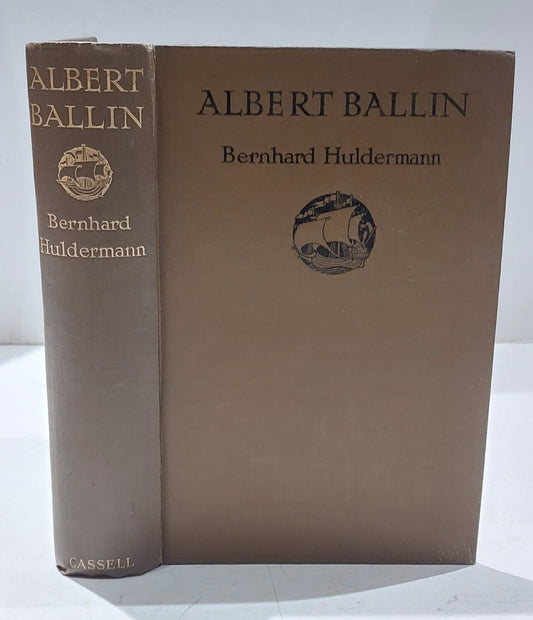 ALBERT
BALLIN
Bernhard
Huldermann
CASSELL
ALBERT BALLIN
Bernhard Huldermann